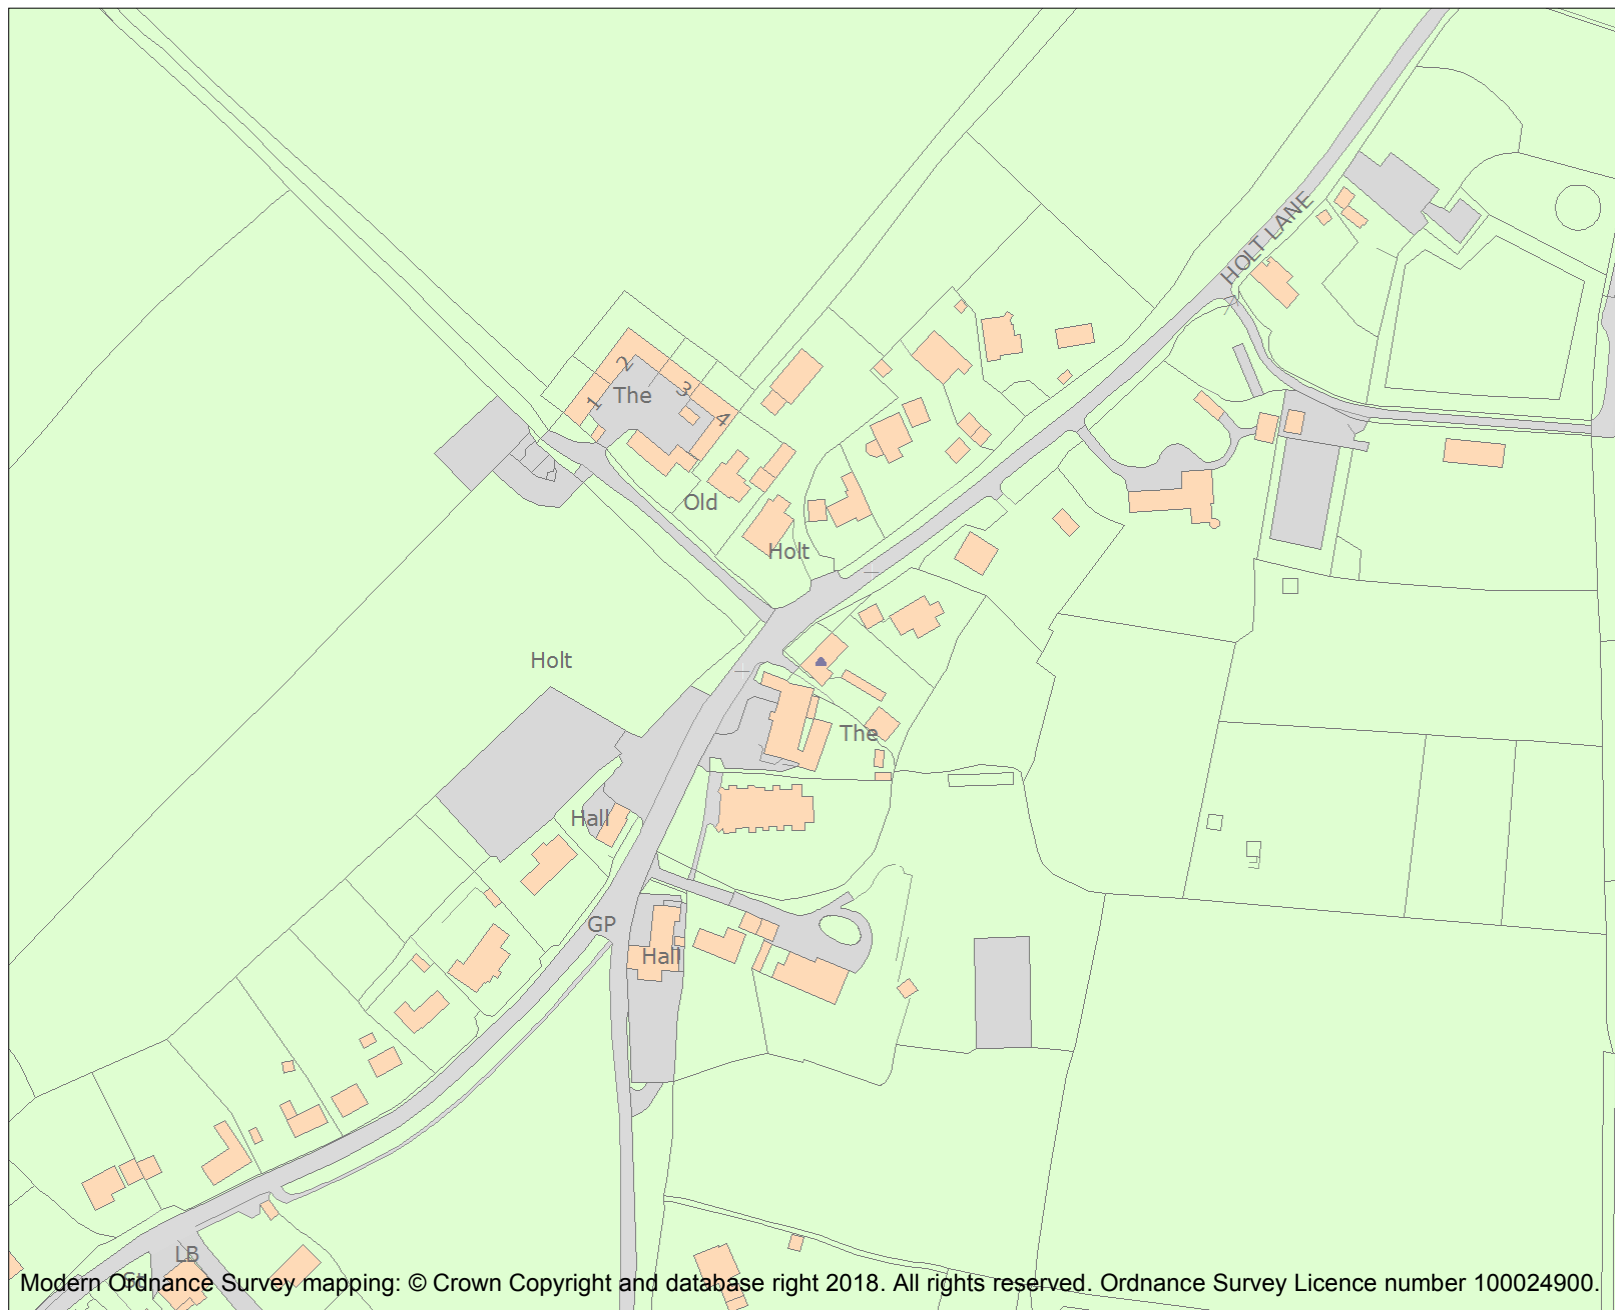 HOLT LANE
2
The
3
1
4
Old
Holt
Holt
The
Hall
GP
Hall
LB
Modern Ordnance Survey mapping: © Crown Copyright and database right 2018. All rights reserved. Ordnance Survey Licence number 100024900.